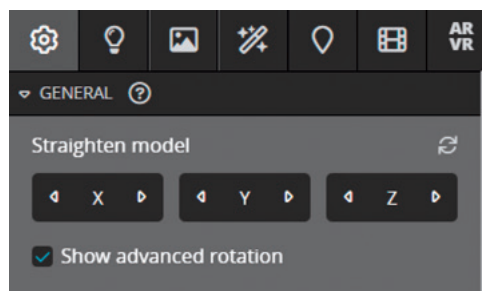 AR
VR
GENERAL ?
Straighten model
X Y Z
Show advanced rotation